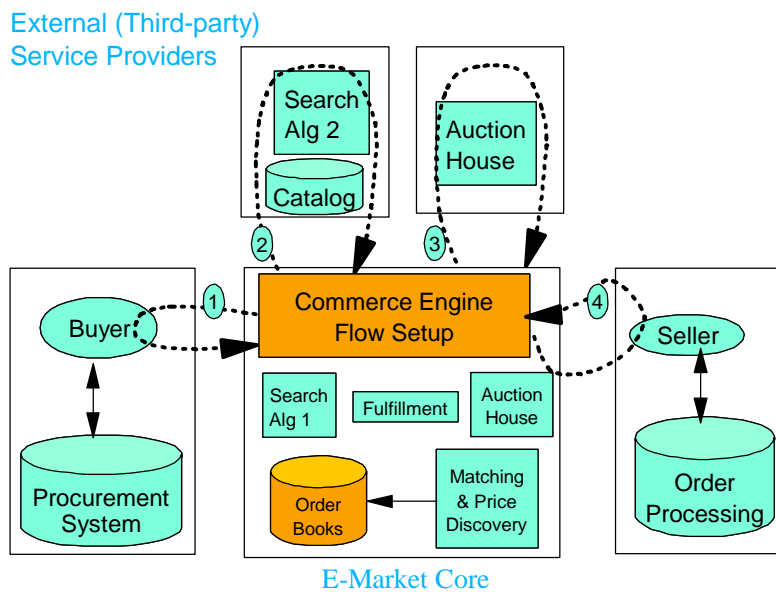 External (Third-party)
Service Providers
Search
Alg 2
Catalog
Auction
House
2
3
1
Buyer
Procurement
System
Commerce Engine
Flow Setup
4
Seller
Order
Processing
Search
Alg 1
Fulfillment
Auction
House
Order
Books
Matching
& Price
Discovery
E-Market Core